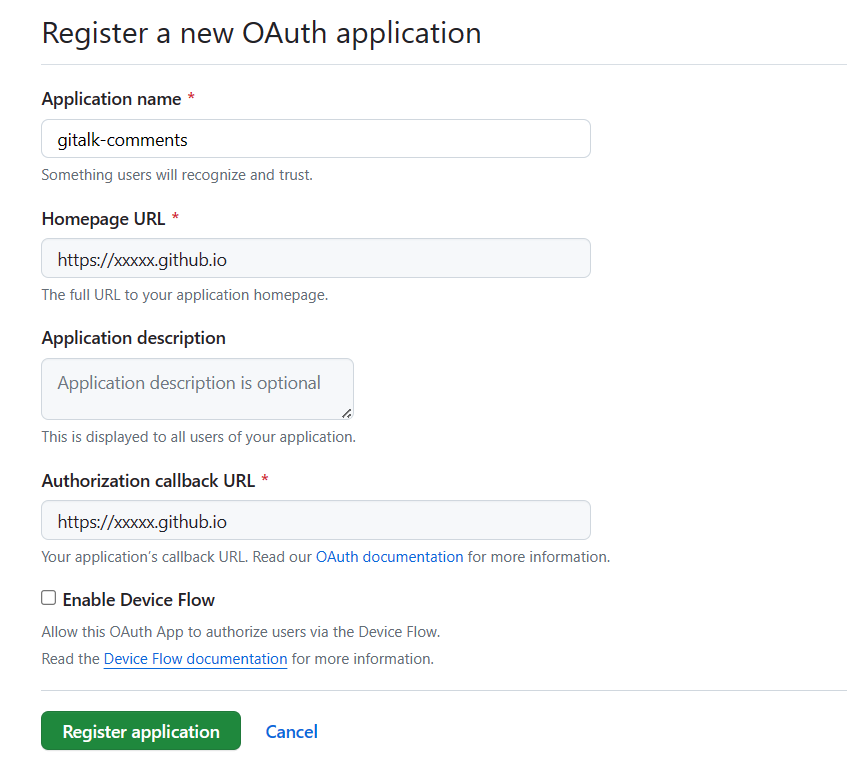 Register a new OAuth application
Application name *
gitalk-comments
Something users will recognize and trust.
Homepage URL *
https://xxxxx.github.io
The full URL to your application homepage.
Application description
Application description is optional
This is displayed to all users of your application.
Authorization callback URL *
https://xxxxx.github.io
Your application’s callback URL. Read our OAuth documentation for more information.
Enable Device Flow
Allow this OAuth App to authorize users via the Device Flow.
Read the Device Flow documentation for more information.
Register application Cancel